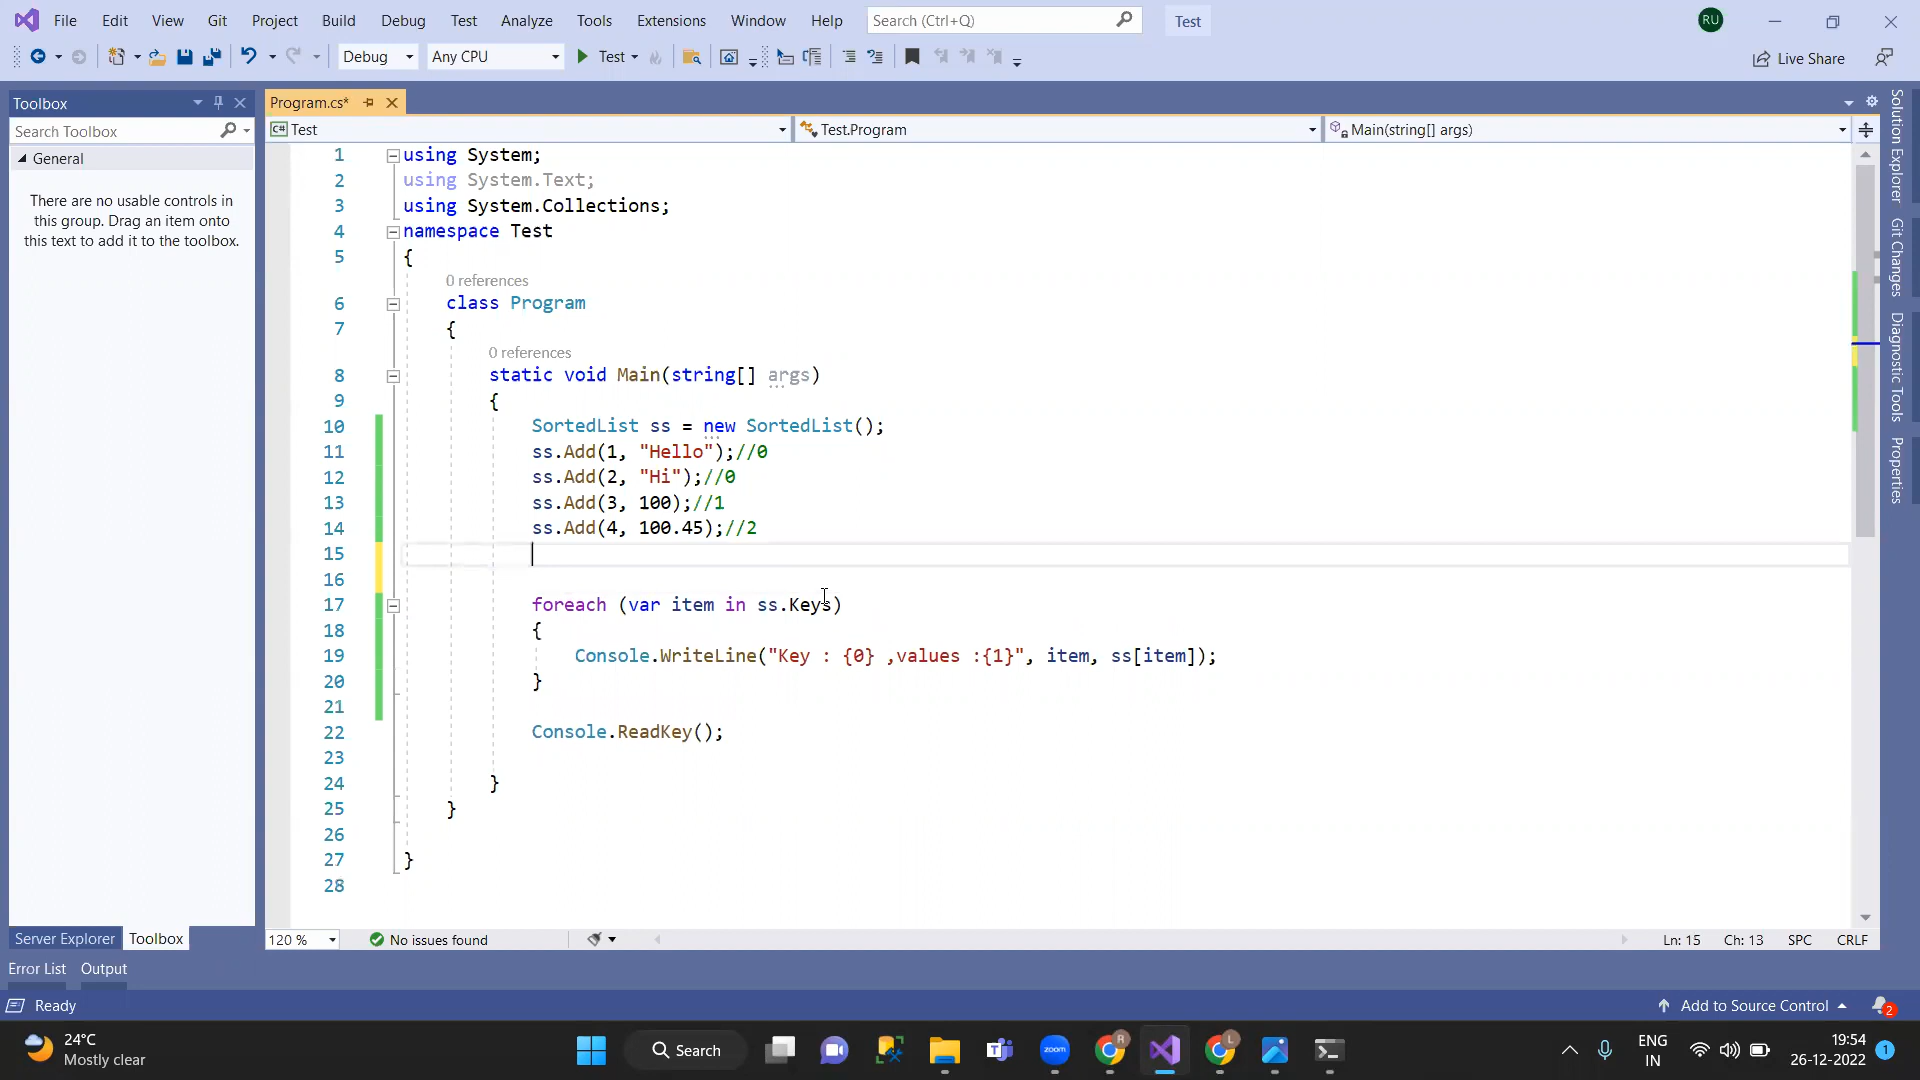 File Edit View Git Project Build Debug Test Analyze Tools Extensions Window Help Search (Ctrl+Q) Test RU
Debug Any CPU Test Live Share
Toolbox
Search Toolbox
General
There are no usable controls in
this group. Drag an item onto
this text to add it to the toolbox.
Server Explorer Toolbox
Program.cs*
C# Test Test.Program Main(string[] args)
1 using System;
2 using System.Text;
3 using System.Collections;
4 namespace Test
5 {
0 references
6 class Program
7 {
0 references
8 static void Main(string[] args)
9 {
10 SortedList ss = new SortedList();
11 ss.Add(1, "Hello");//0
12 ss.Add(2, "Hi");//0
13 ss.Add(3, 100);//1
14 ss.Add(4, 100.45);//2
15
16
17 foreach (var item in ss.Keys)
18 {
19 Console.WriteLine("Key : {0} ,values :{1}", item, ss[item]);
20 }
21
22 Console.ReadKey();
23
24 }
25 }
26
27 }
28
120 % No issues found Ln: 15 Ch: 13 SPC CRLF
Solution Explorer
Git Changes
Diagnostic Tools
Properties
Error List Output
Ready Add to Source Control 2
24°C
Mostly clear
Search
R
zoom
L
ENG
IN
19:54
26-12-2022
1